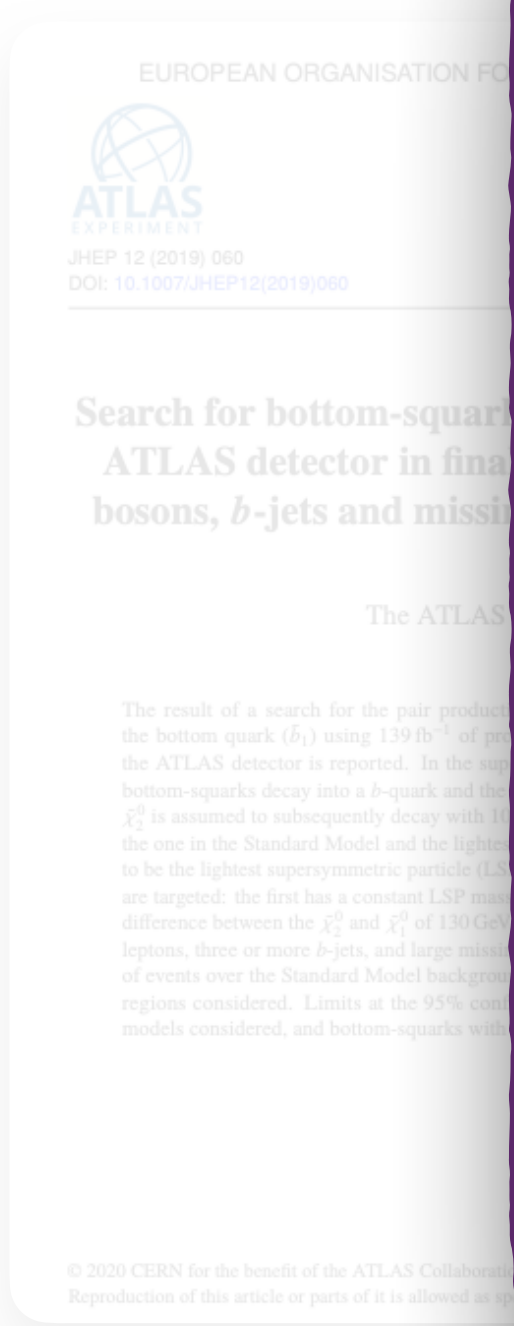 EUROPEAN ORGANISATION FO
ATLAS
EXPERIMENT
JHEP 12 (2019) 060
DOI: 10.1007/JHEP12(2019)060
Search for bottom-squar
ATLAS detector in fina
bosons, b-jets and missi
The ATLAS
The result of a search for the pair product
the bottom quark (b̃₁) using 139 fb⁻¹ of pro
the ATLAS detector is reported. In the sup
bottom-squarks decay into a b-quark and the
χ̃⁰₂ is assumed to subsequently decay with 10
the one in the Standard Model and the lightes
to be the lightest supersymmetric particle (LS
are targeted: the first has a constant LSP mass
difference between the χ̃⁰₂ and χ̃⁰₁ of 130 GeV
leptons, three or more b-jets, and large missi
of events over the Standard Model backgrou
regions considered. Limits at the 95% conf
models considered, and bottom-squarks with
© 2020 CERN for the benefit of the ATLAS Collaborati
Reproduction of this article or parts of it is allowed as sp